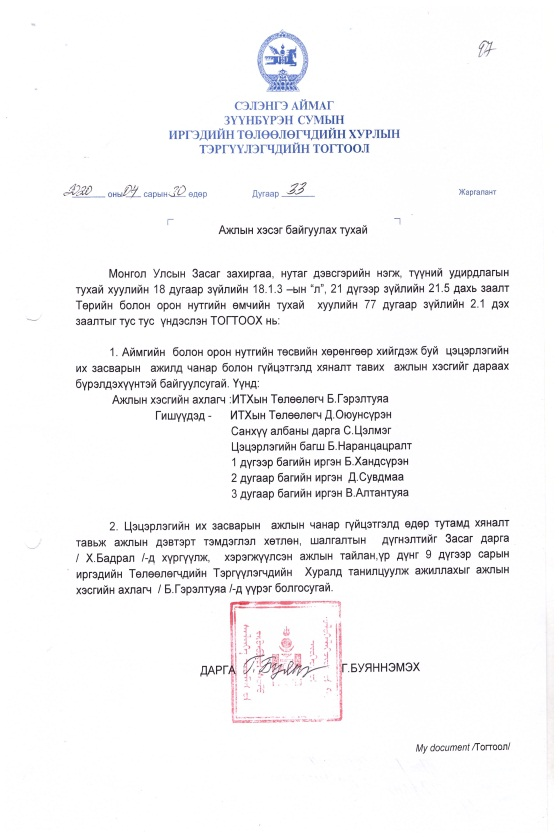 97
СЭЛЭНГЭ АЙМАГ
ЗҮҮНБҮРЭН СУМЫН
ИРГЭДИЙН ТӨЛӨӨЛӨГЧДИЙН ХУРЛЫН
ТЭРГҮҮЛЭГЧДИЙН ТОГТООЛ
2020 оны 04 сарын 30 өдөр Дугаар 33 Жаргалант
Ажлын хэсэг байгуулах тухай
Монгол Улсын Засаг захиргаа, нутаг дэвсгэрийн нэгж, түүний удирдлагын
тухай хуулийн 18 дугаар зүйлийн 18.1.3 –ын “л”, 21 дүгээр зүйлийн 21.5 дахь заалт
Төрийн болон орон нутгийн өмчийн тухай хуулийн 77 дугаар зүйлийн 2.1 дэх
заалтыг тус тус үндэслэн ТОГТООХ нь:
1. Аймгийн болон орон нутгийн төсвийн хөрөнгөөр хийгдэж буй цэцэрлэгийн
их засварын ажилд чанар болон гүйцэтгэлд хяналт тавих ажлын хэсгийг дараах
бүрэлдэхүүнтэй байгуулсугай. Үүнд:
Ажлын хэсгийн ахлагч :ИТХын Төлөөлөгч Б.Гэрэлтуяа
Гишүүдэд - ИТХын Төлөөлөгч Д.Оюунсүрэн
Санхүү албаны дарга С.Цэлмэг
Цэцэрлэгийн багш Б.Наранцацралт
1 дүгээр багийн иргэн Б.Хандсүрэн
2 дугаар багийн иргэн Д.Сувдмаа
3 дугаар багийн иргэн В.Алтантуяа
2. Цэцэрлэгийн их засварын ажлын чанар гүйцэтгэлд өдөр тутамд хяналт
тавьж ажлын дэвтэрт тэмдэглэл хөтлөн, шалгалтын дүгнэлтийг Засаг дарга
/ Х.Бадрал /-д хүргүүлж, хэрэгжүүлсэн ажлын тайлан,үр дүнг 9 дүгээр сарын
иргэдийн Төлөөлөгчдийн Тэргүүлэгчдийн Хуралд танилцуулж ажиллахыг ажлын
хэсгийн ахлагч / Б.Гэрэлтуяа /-д үүрэг болгосугай.
ДАРГА Г.БУЯННЭМЭХ
My document /Тогтоол/